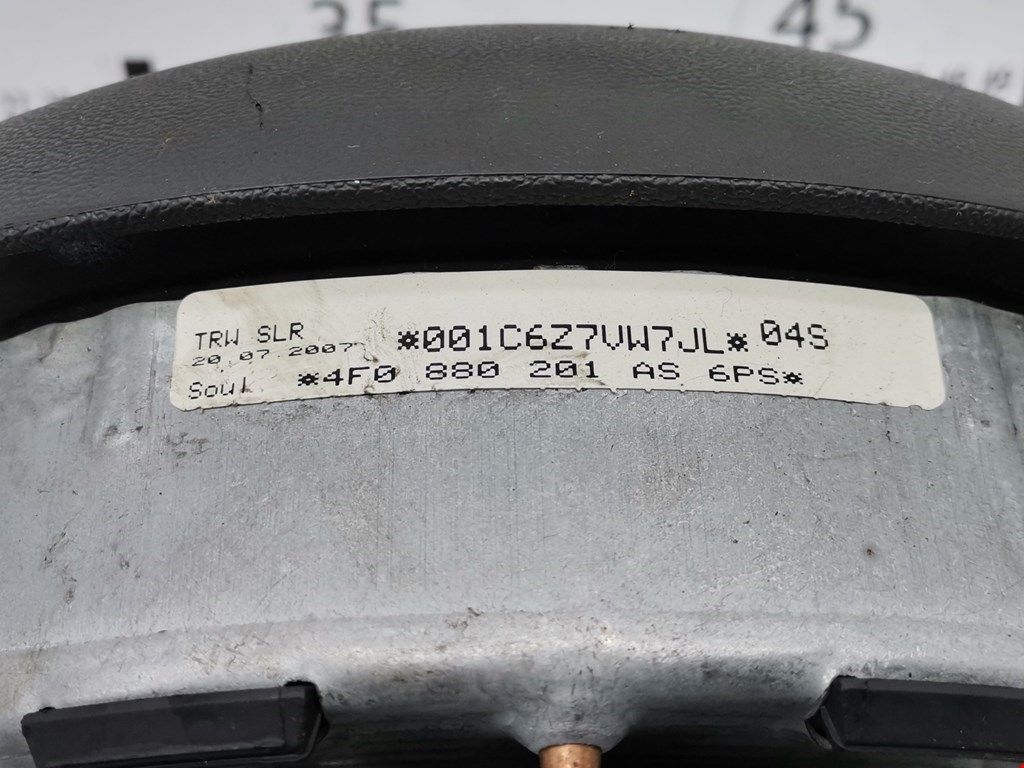 35
45
TRW SLR
20.07.2007
*001C6Z7VW7JL* 04S
Soul *4F0 880 201 AS 6PS*